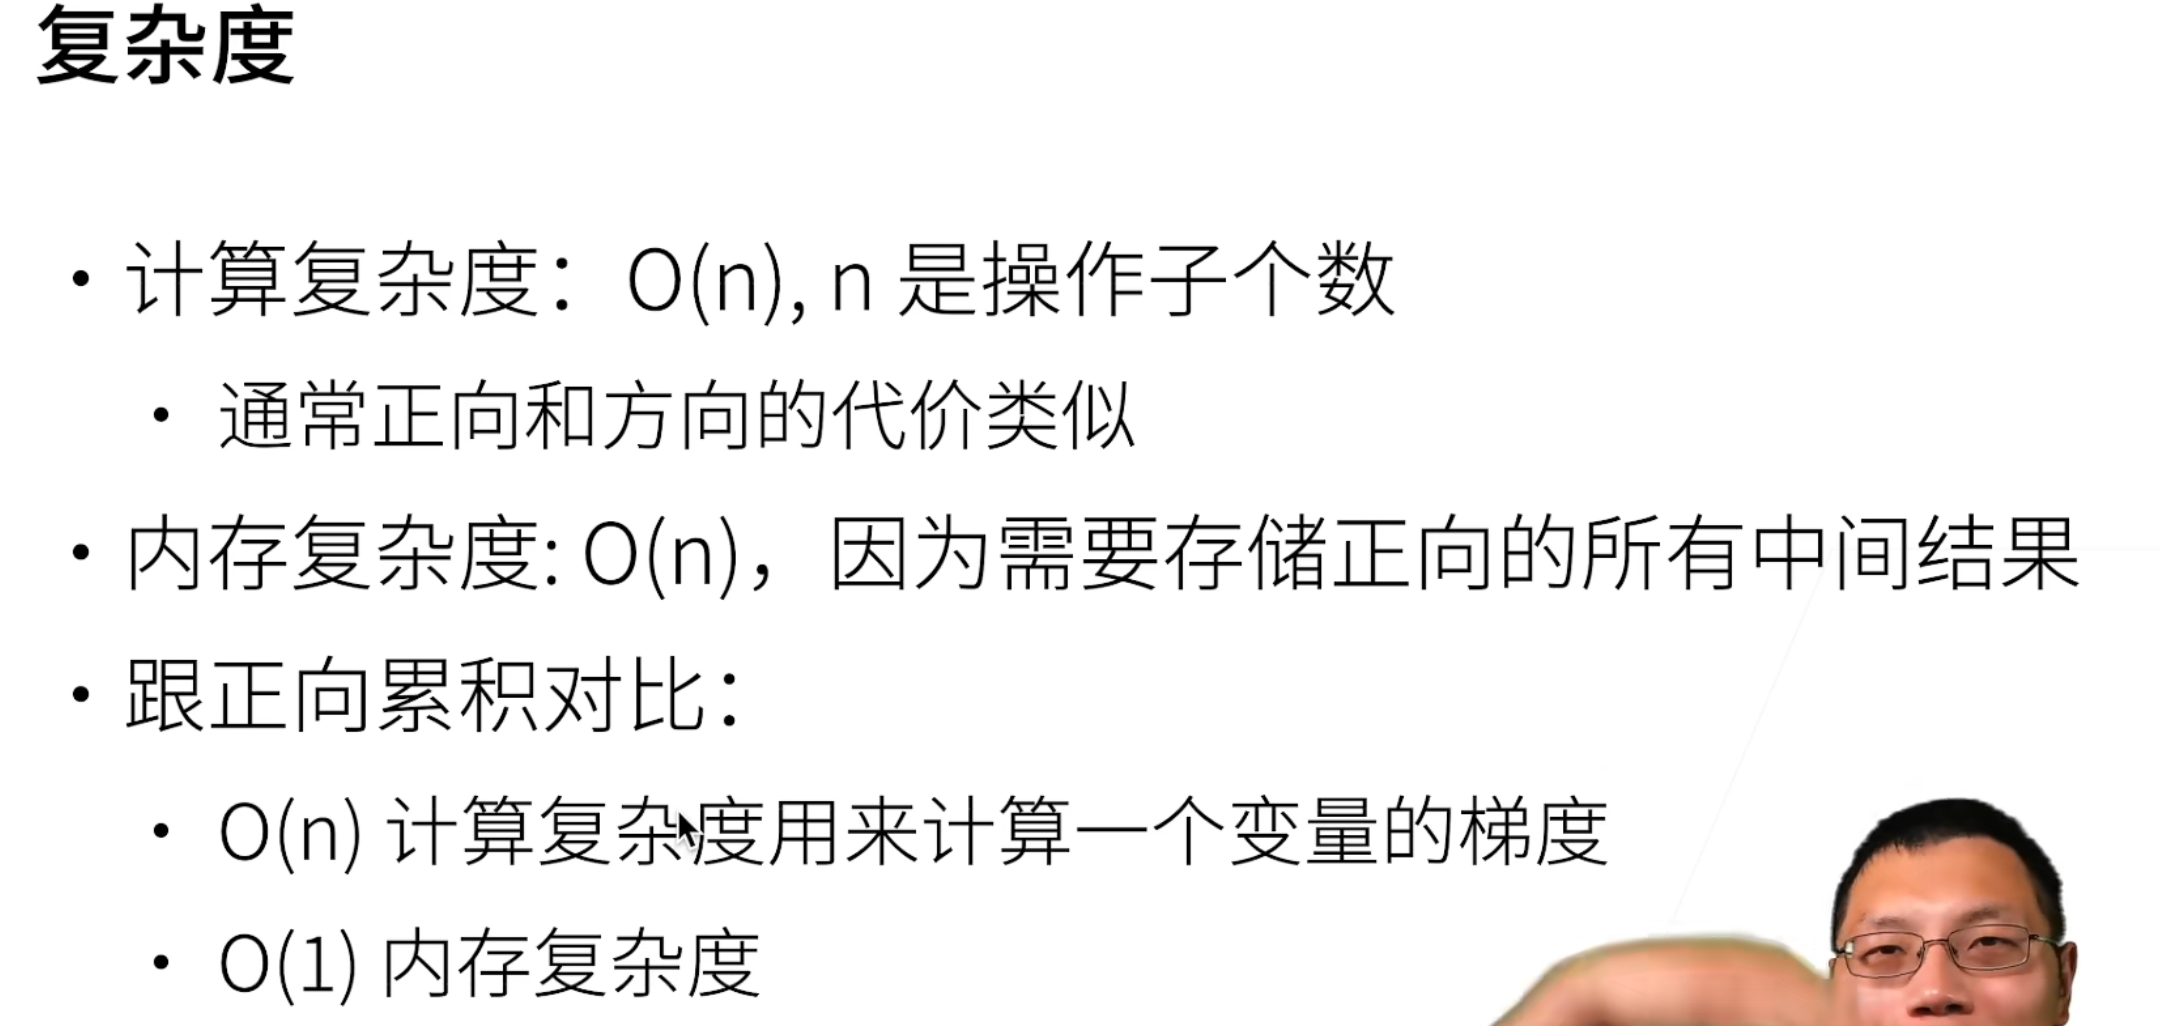 复杂度
• 计算复杂度：O(n), n 是操作子个数
• 通常正向和方向的代价类似
• 内存复杂度: O(n)，因为需要存储正向的所有中间结果
• 跟正向累积对比：
• O(n) 计算复杂度用来计算一个变量的梯度
• O(1) 内存复杂度